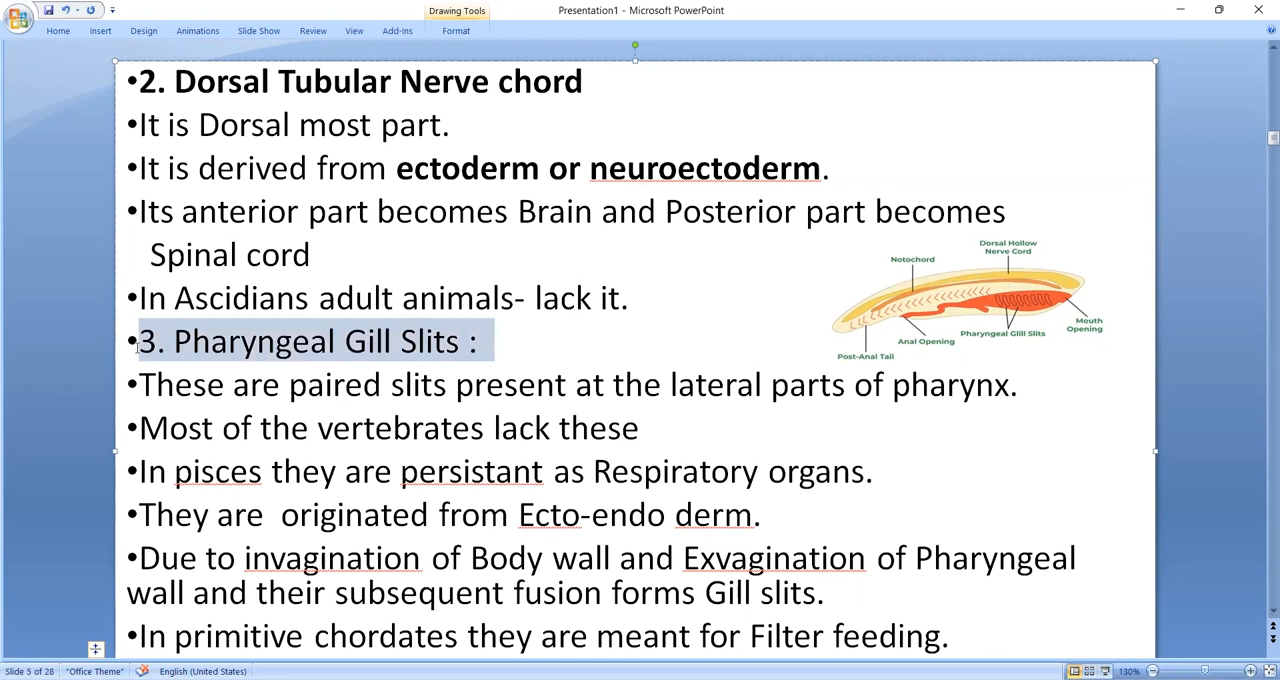 Drawing Tools
Presentation1 - Microsoft PowerPoint
Home Insert Design Animations Slide Show Review View Add-Ins Format
•2. Dorsal Tubular Nerve chord
•It is Dorsal most part.
•It is derived from ectoderm or neuroectoderm.
•Its anterior part becomes Brain and Posterior part becomes
Spinal cord
•In Ascidians adult animals- lack it.
•3. Pharyngeal Gill Slits :
•These are paired slits present at the lateral parts of pharynx.
•Most of the vertebrates lack these
•In pisces they are persistant as Respiratory organs.
•They are  originated from Ecto-endo derm.
•Due to invagination of Body wall and Exvagination of Pharyngeal
wall and their subsequent fusion forms Gill slits.
•In primitive chordates they are meant for Filter feeding.
Dorsal Hollow
Nerve Cord
Notochord
Mouth
Opening
Pharyngeal Glill Slits
Anal Opening
Post-Anal Tail
Slide 5 of 28 "Office Theme" English (United States) 130%